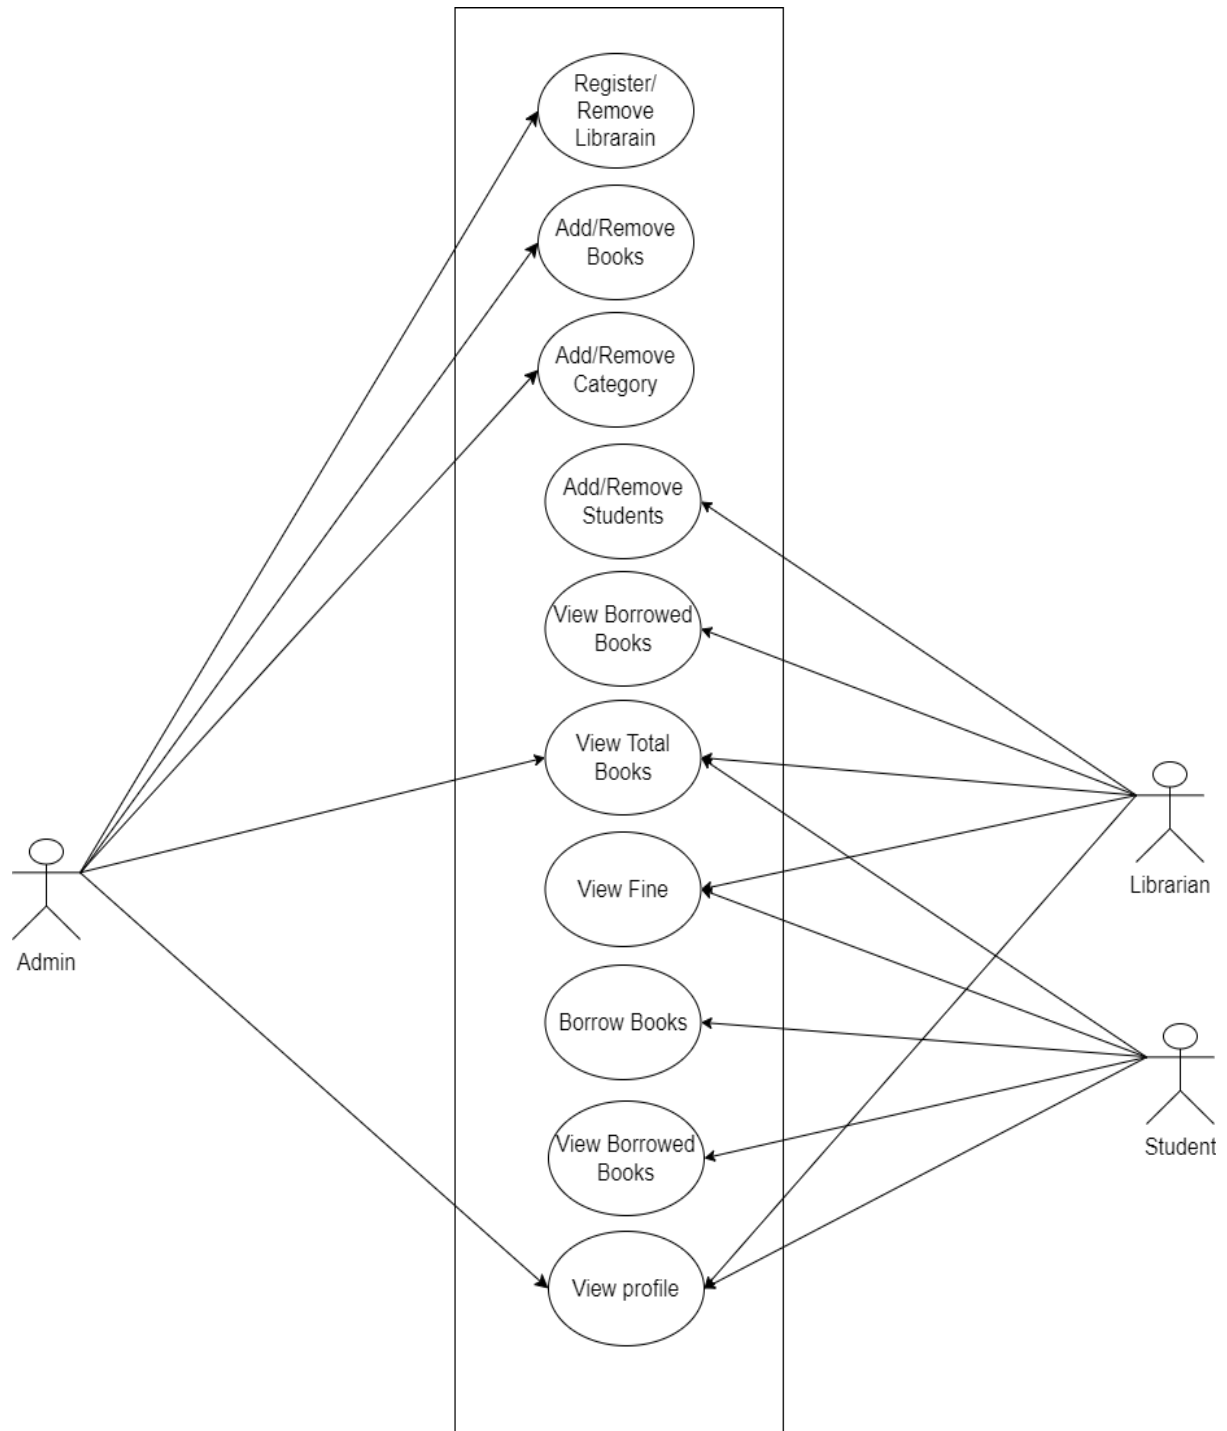 Register/
Remove
Librarain
Add/Remove
Books
Add/Remove
Category
Add/Remove
Students
View Borrowed
Books
View Total
Books
View Fine
Librarian
Admin
Borrow Books
View Borrowed
Books
Student
View profile